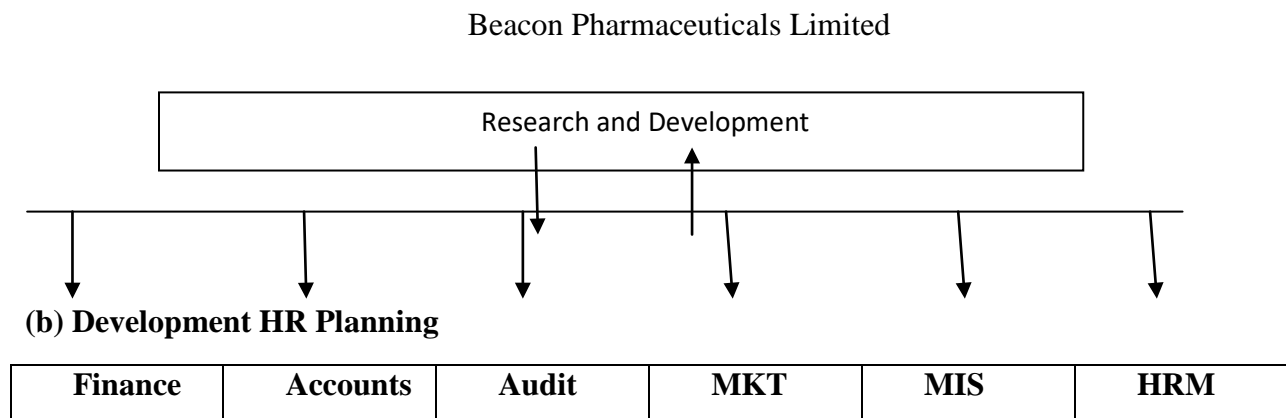 Beacon Pharmaceuticals Limited
Research and Development
(b) Development HR Planning
Finance Accounts Audit MKT MIS HRM